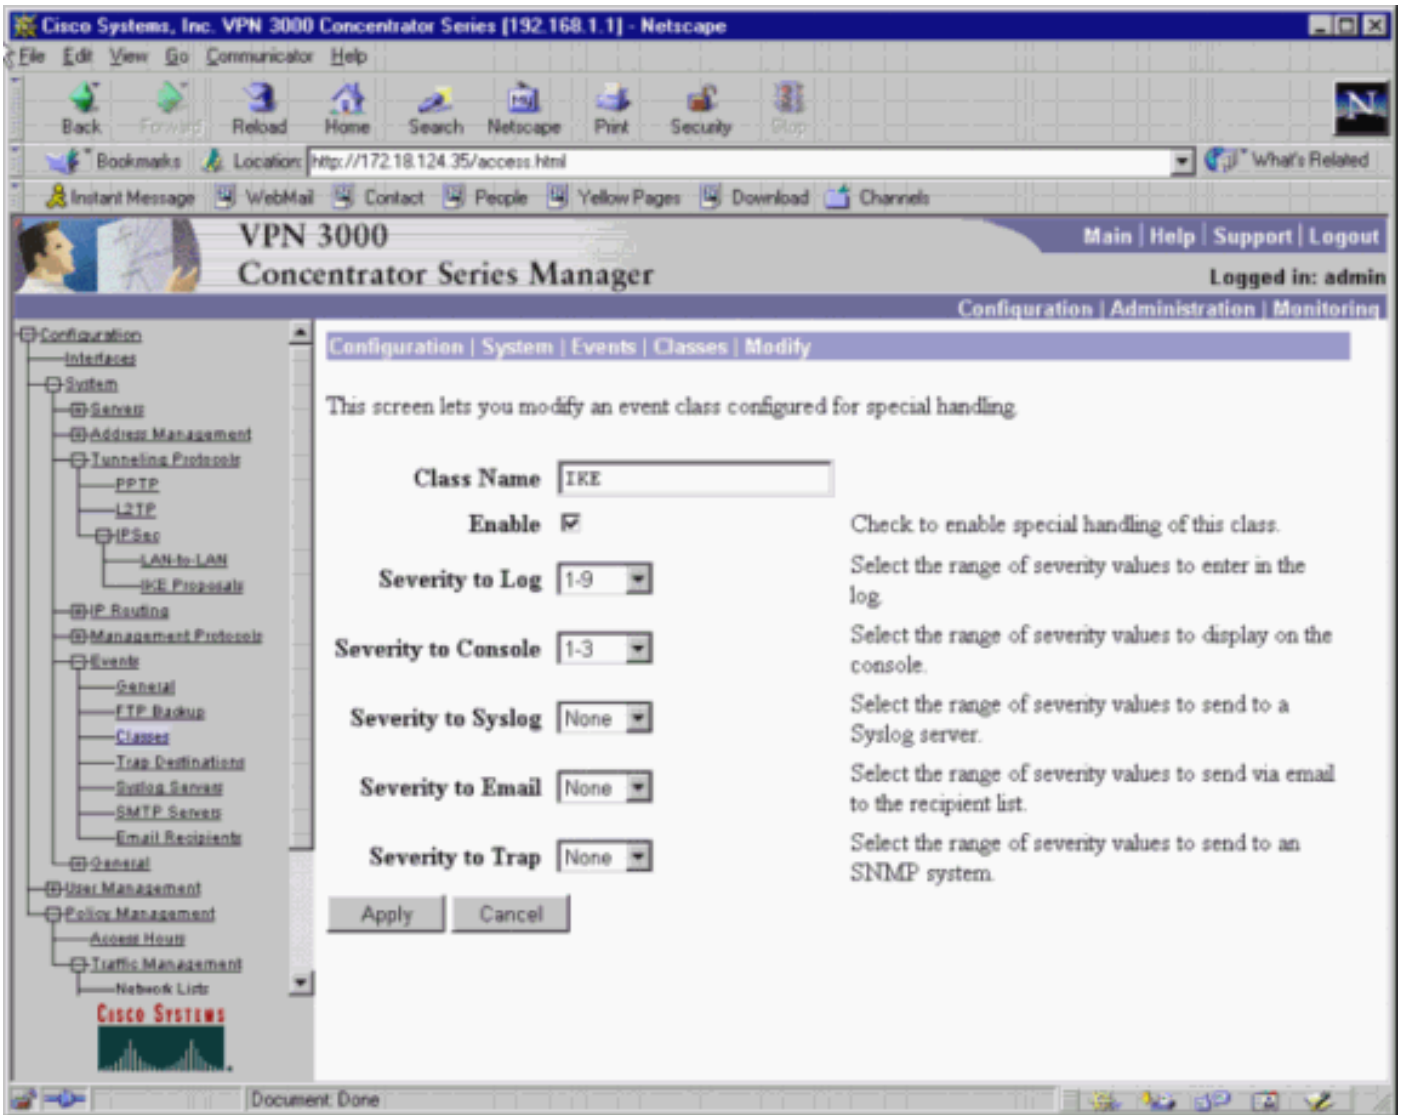 Cisco Systems, Inc. VPN 3000 Concentrator Series [192.168.1.1] - Netscape
File Edit View Go Communicator Help
Back Forward Reload Home Search Netscape Print Security Stop
Bookmarks Location: http://172.18.124.35/access.html What's Related
Instant Message WebMail Contact People Yellow Pages Download Channels
VPN 3000
Concentrator Series Manager
Main | Help | Support | Logout
Logged in: admin
Configuration | Administration | Monitoring
Configuration
Interfaces
System
Servers
Address Management
Tunneling Protocols
PPTP
L2TP
IPSec
LAN-to-LAN
IKE Proposals
IP Routing
Management Protocols
Events
General
FTP Backup
Classes
Trap Destinations
Syslog Servers
SMTP Servers
Email Recipients
General
User Management
Policy Management
Access Hours
Traffic Management
Network Lists
CISCO SYSTEMS
Configuration | System | Events | Classes | Modify
This screen lets you modify an event class configured for special handling.
Class Name IKE
Enable Check to enable special handling of this class.
Severity to Log 1-9 Select the range of severity values to enter in the
log.
Severity to Console 1-3 Select the range of severity values to display on the
console.
Severity to Syslog None Select the range of severity values to send to a
Syslog server.
Severity to Email None Select the range of severity values to send via email
to the recipient list.
Severity to Trap None Select the range of severity values to send to an
SNMP system.
Apply Cancel
Document: Done